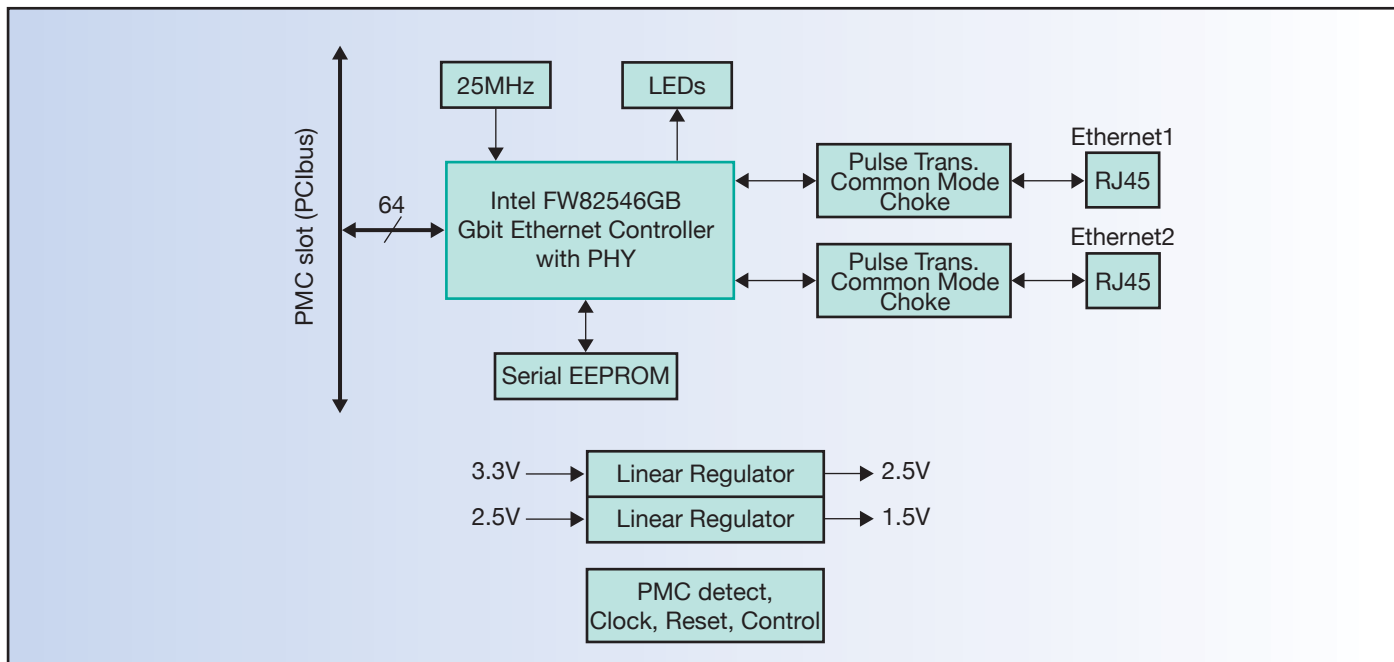 25MHz
LEDs
PMC slot (PCIbus)
64
Intel FW82546GB
Gbit Ethernet Controller
with PHY
Pulse Trans.
Common Mode
Choke
Ethernet1
RJ45
Pulse Trans.
Common Mode
Choke
Ethernet2
RJ45
Serial EEPROM
3.3V
Linear Regulator
2.5V
2.5V
Linear Regulator
1.5V
PMC detect,
Clock, Reset, Control